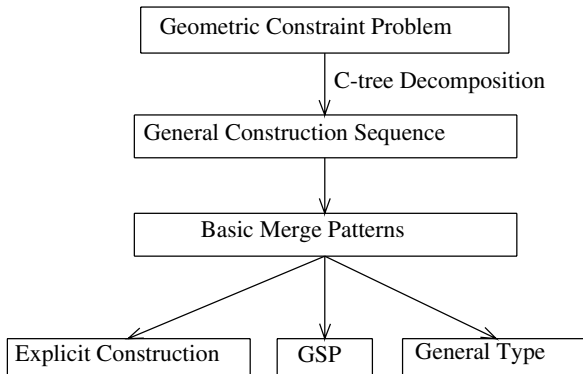 Geometric Constraint Problem
C-tree Decomposition
General Construction Sequence
Basic Merge Patterns
Explicit Construction
GSP
General Type